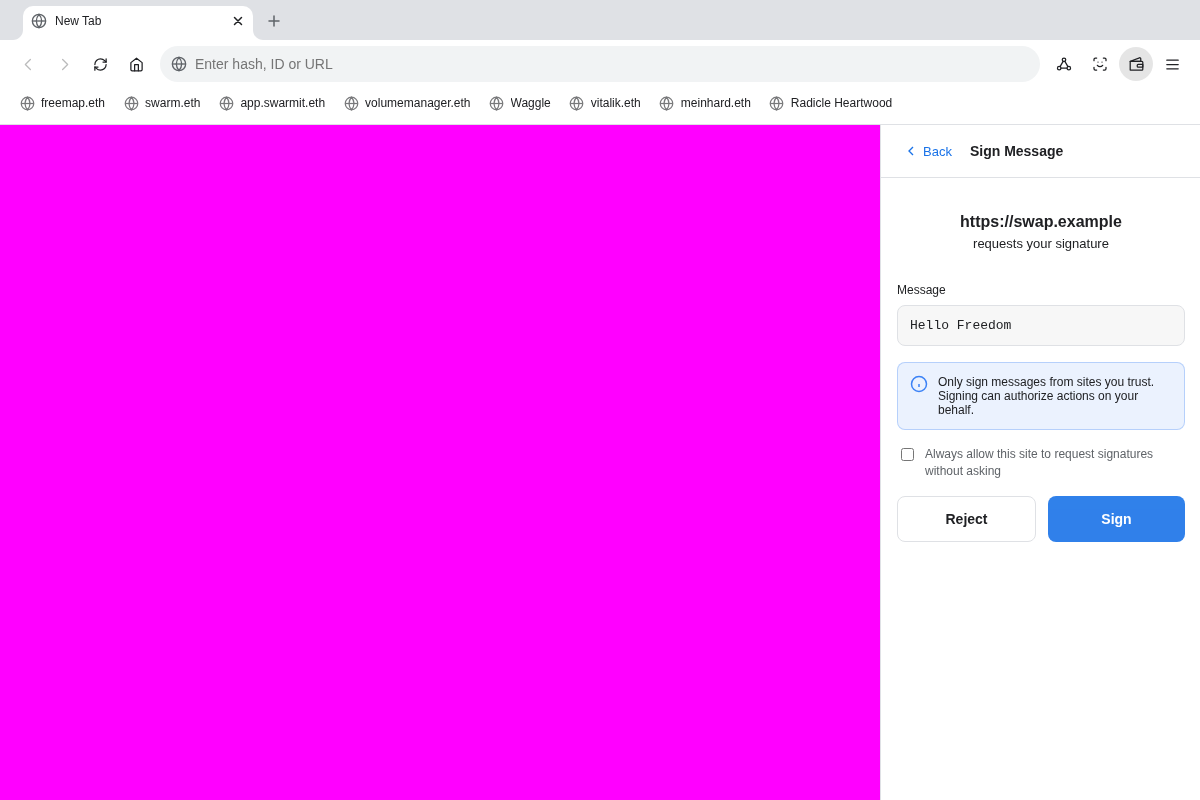 New Tab
Enter hash, ID or URL
freemap.eth swarm.eth app.swarmit.eth volumemanager.eth Waggle vitalik.eth meinhard.eth Radicle Heartwood
Back Sign Message
https://swap.example
requests your signature
Message
Hello Freedom
Only sign messages from sites you trust.
Signing can authorize actions on your
behalf.
Always allow this site to request signatures
without asking
Reject Sign